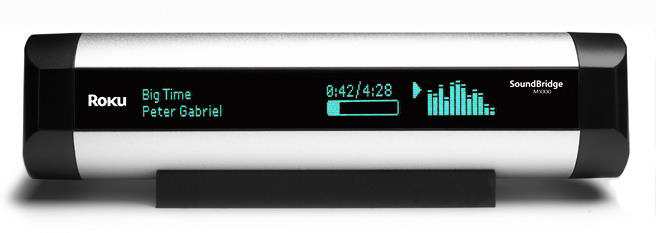 Roku
Big Time
Peter Gabriel
0:42/4:28
SoundBridge
M1000